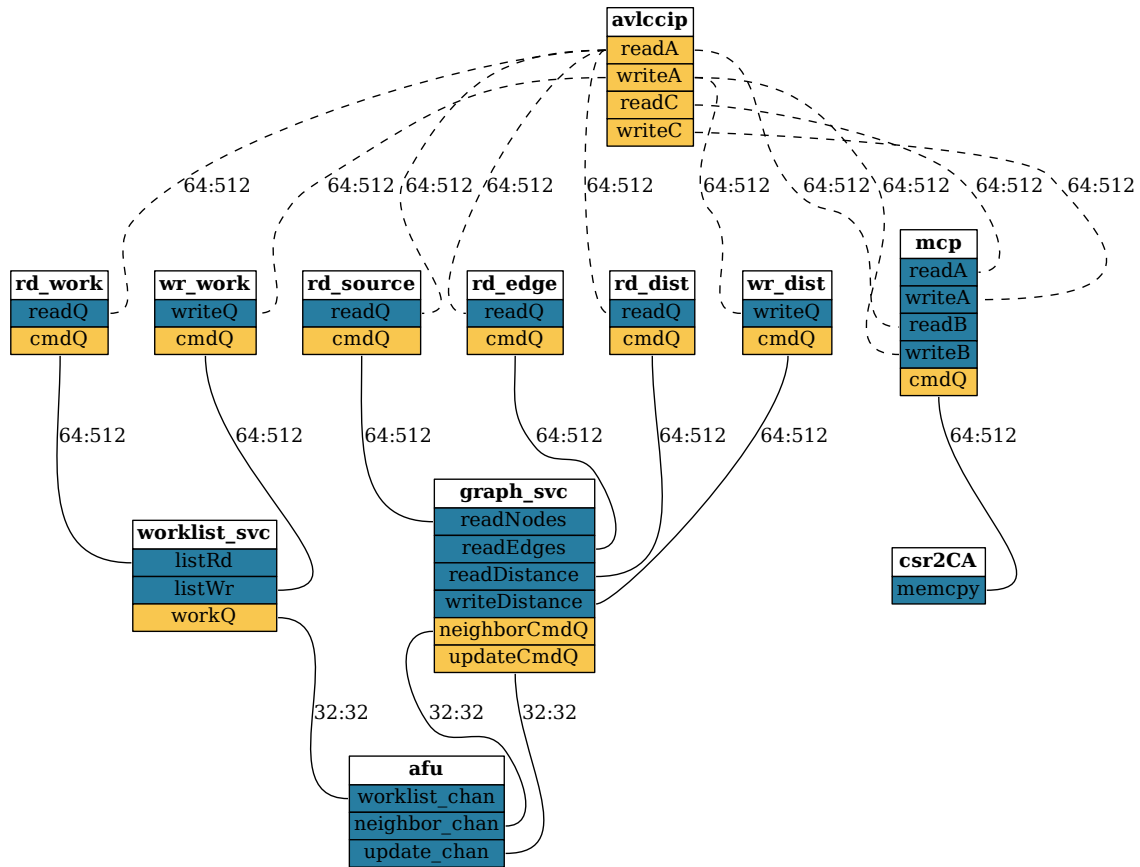 avlccip
readA
writeA
readC
writeC
64:512 64:512 64:512 64:512 64:512 64:512 64:512 64:512 64:512 64:512
mcp
readA
writeA
readB
writeB
cmdQ
rd_work
readQ
cmdQ
wr_work
writeQ
cmdQ
rd_source
readQ
cmdQ
rd_edge
readQ
cmdQ
rd_dist
readQ
cmdQ
wr_dist
writeQ
cmdQ
64:512 64:512 64:512 64:512 64:512 64:512 64:512
worklist_svc
listRd
listWr
workQ
graph_svc
readNodes
readEdges
readDistance
writeDistance
neighborCmdQ
updateCmdQ
csr2CA
memcpy
32:32 32:32 32:32
afu
worklist_chan
neighbor_chan
update_chan